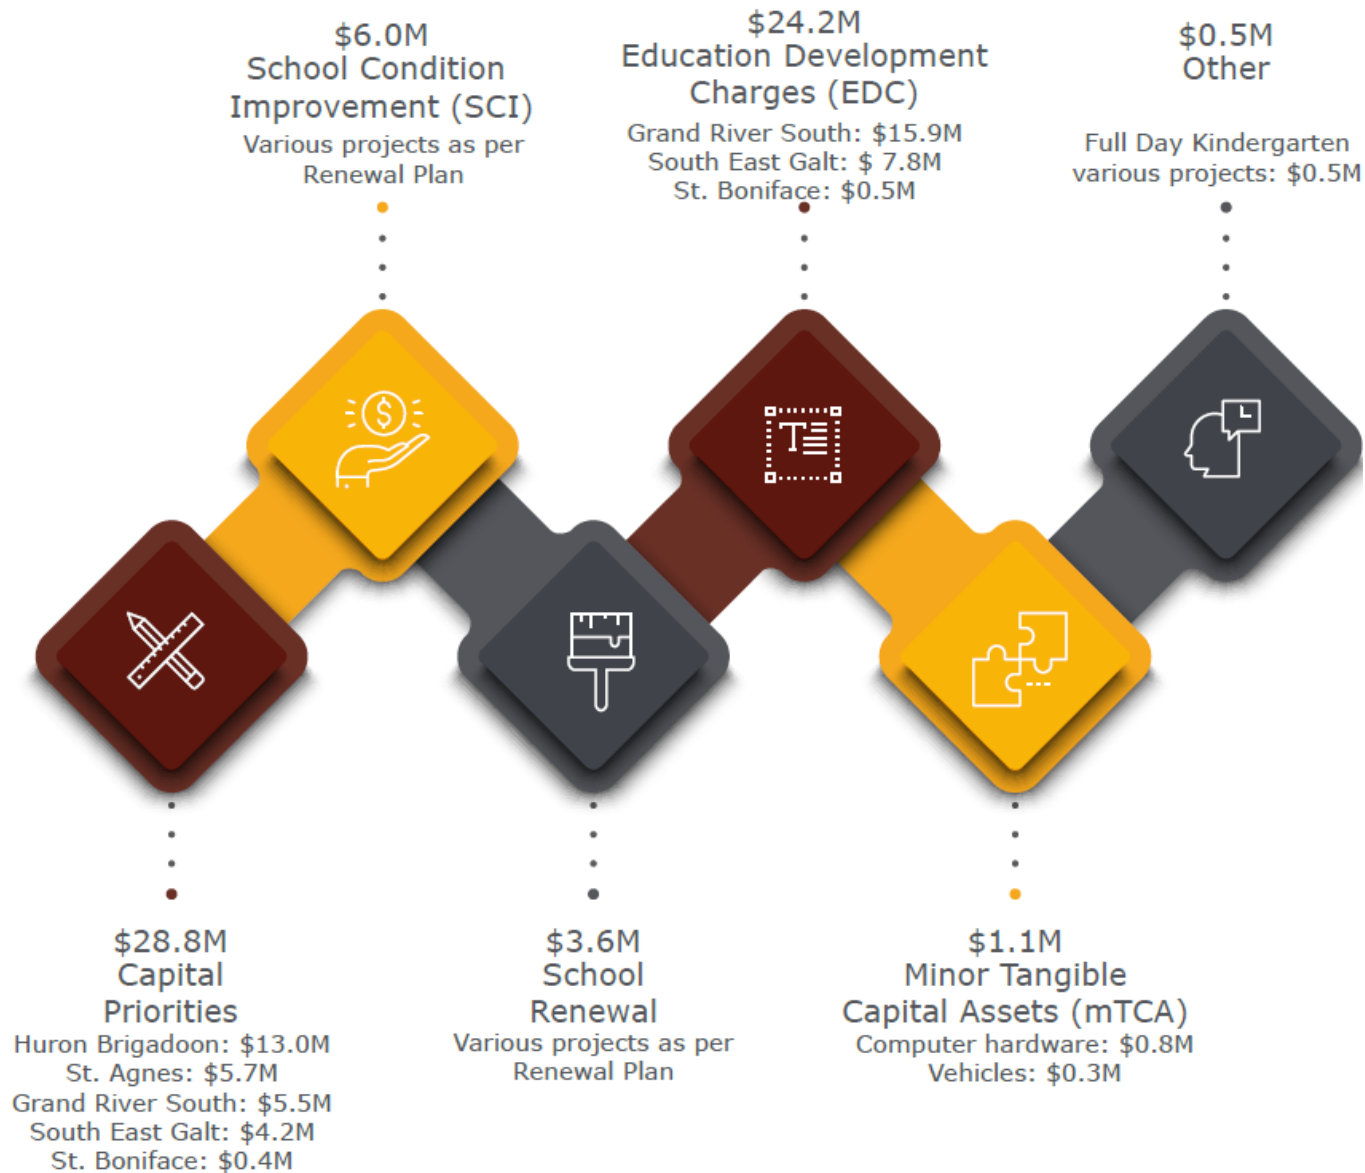 $6.0M
School Condition
Improvement (SCI)
Various projects as per
Renewal Plan
$24.2M
Education Development
Charges (EDC)
Grand River South: $15.9M
South East Galt: $ 7.8M
St. Boniface: $0.5M
$0.5M
Other
Full Day Kindergarten
various projects: $0.5M
T
$28.8M
Capital
Priorities
Huron Brigadoon: $13.0M
St. Agnes: $5.7M
Grand River South: $5.5M
South East Galt: $4.2M
St. Boniface: $0.4M
$3.6M
School
Renewal
Various projects as per
Renewal Plan
$1.1M
Minor Tangible
Capital Assets (mTCA)
Computer hardware: $0.8M
Vehicles: $0.3M